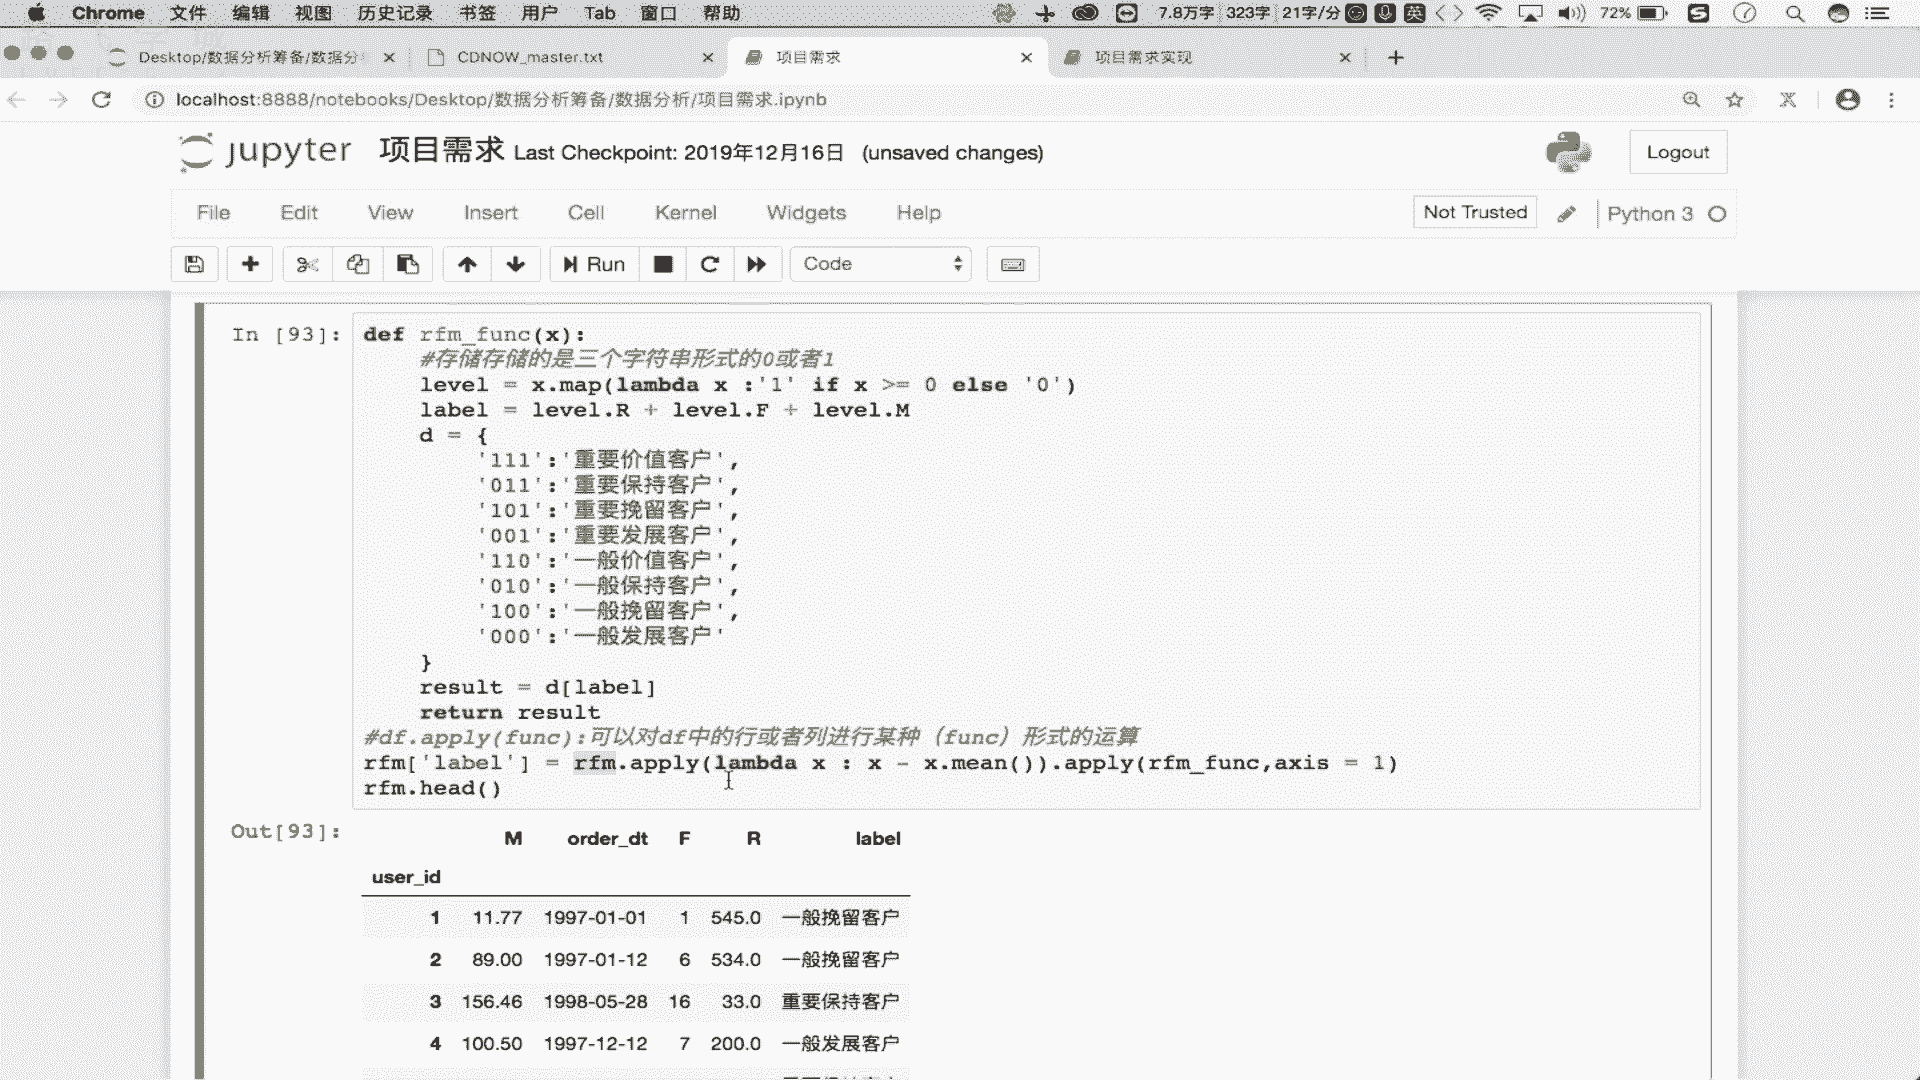 Chrome 文件 编辑 视图 历史记录 书签 用户 Tab 窗口 帮助 7.8万字 323字 21字/分 英 72%
Desktop/数据分析筹备/数据分 CDNOW_master.txt 项目需求 项目需求实现
localhost:8888/notebooks/Desktop/数据分析筹备/数据分析/项目需求.ipynb
jupyter 项目需求 Last Checkpoint: 2019年12月16日 (unsaved changes) Logout
File Edit View Insert Cell Kernel Widgets Help Not Trusted Python 3
Run Code
In [93]: def rfm_func(x):
#存储存储的是三个字符串形式的0或者1
level = x.map(lambda x :'1' if x >= 0 else '0')
label = level.R + level.F + level.M
d = {
'111':'重要价值客户',
'011':'重要保持客户',
'101':'重要挽留客户',
'001':'重要发展客户',
'110':'一般价值客户',
'010':'一般保持客户',
'100':'一般挽留客户',
'000':'一般发展客户'
}
result = d[label]
return result
#df.apply(func):可以对df中的行或者列进行某种（func）形式的运算
rfm['label'] = rfm.apply(lambda x : x - x.mean()).apply(rfm_func,axis = 1)
rfm.head()
Out[93]: M order_dt F R label
user_id
1 11.77 1997-01-01 1 545.0 一般挽留客户
2 89.00 1997-01-12 6 534.0 一般挽留客户
3 156.46 1998-05-28 16 33.0 重要保持客户
4 100.50 1997-12-12 7 200.0 一般发展客户